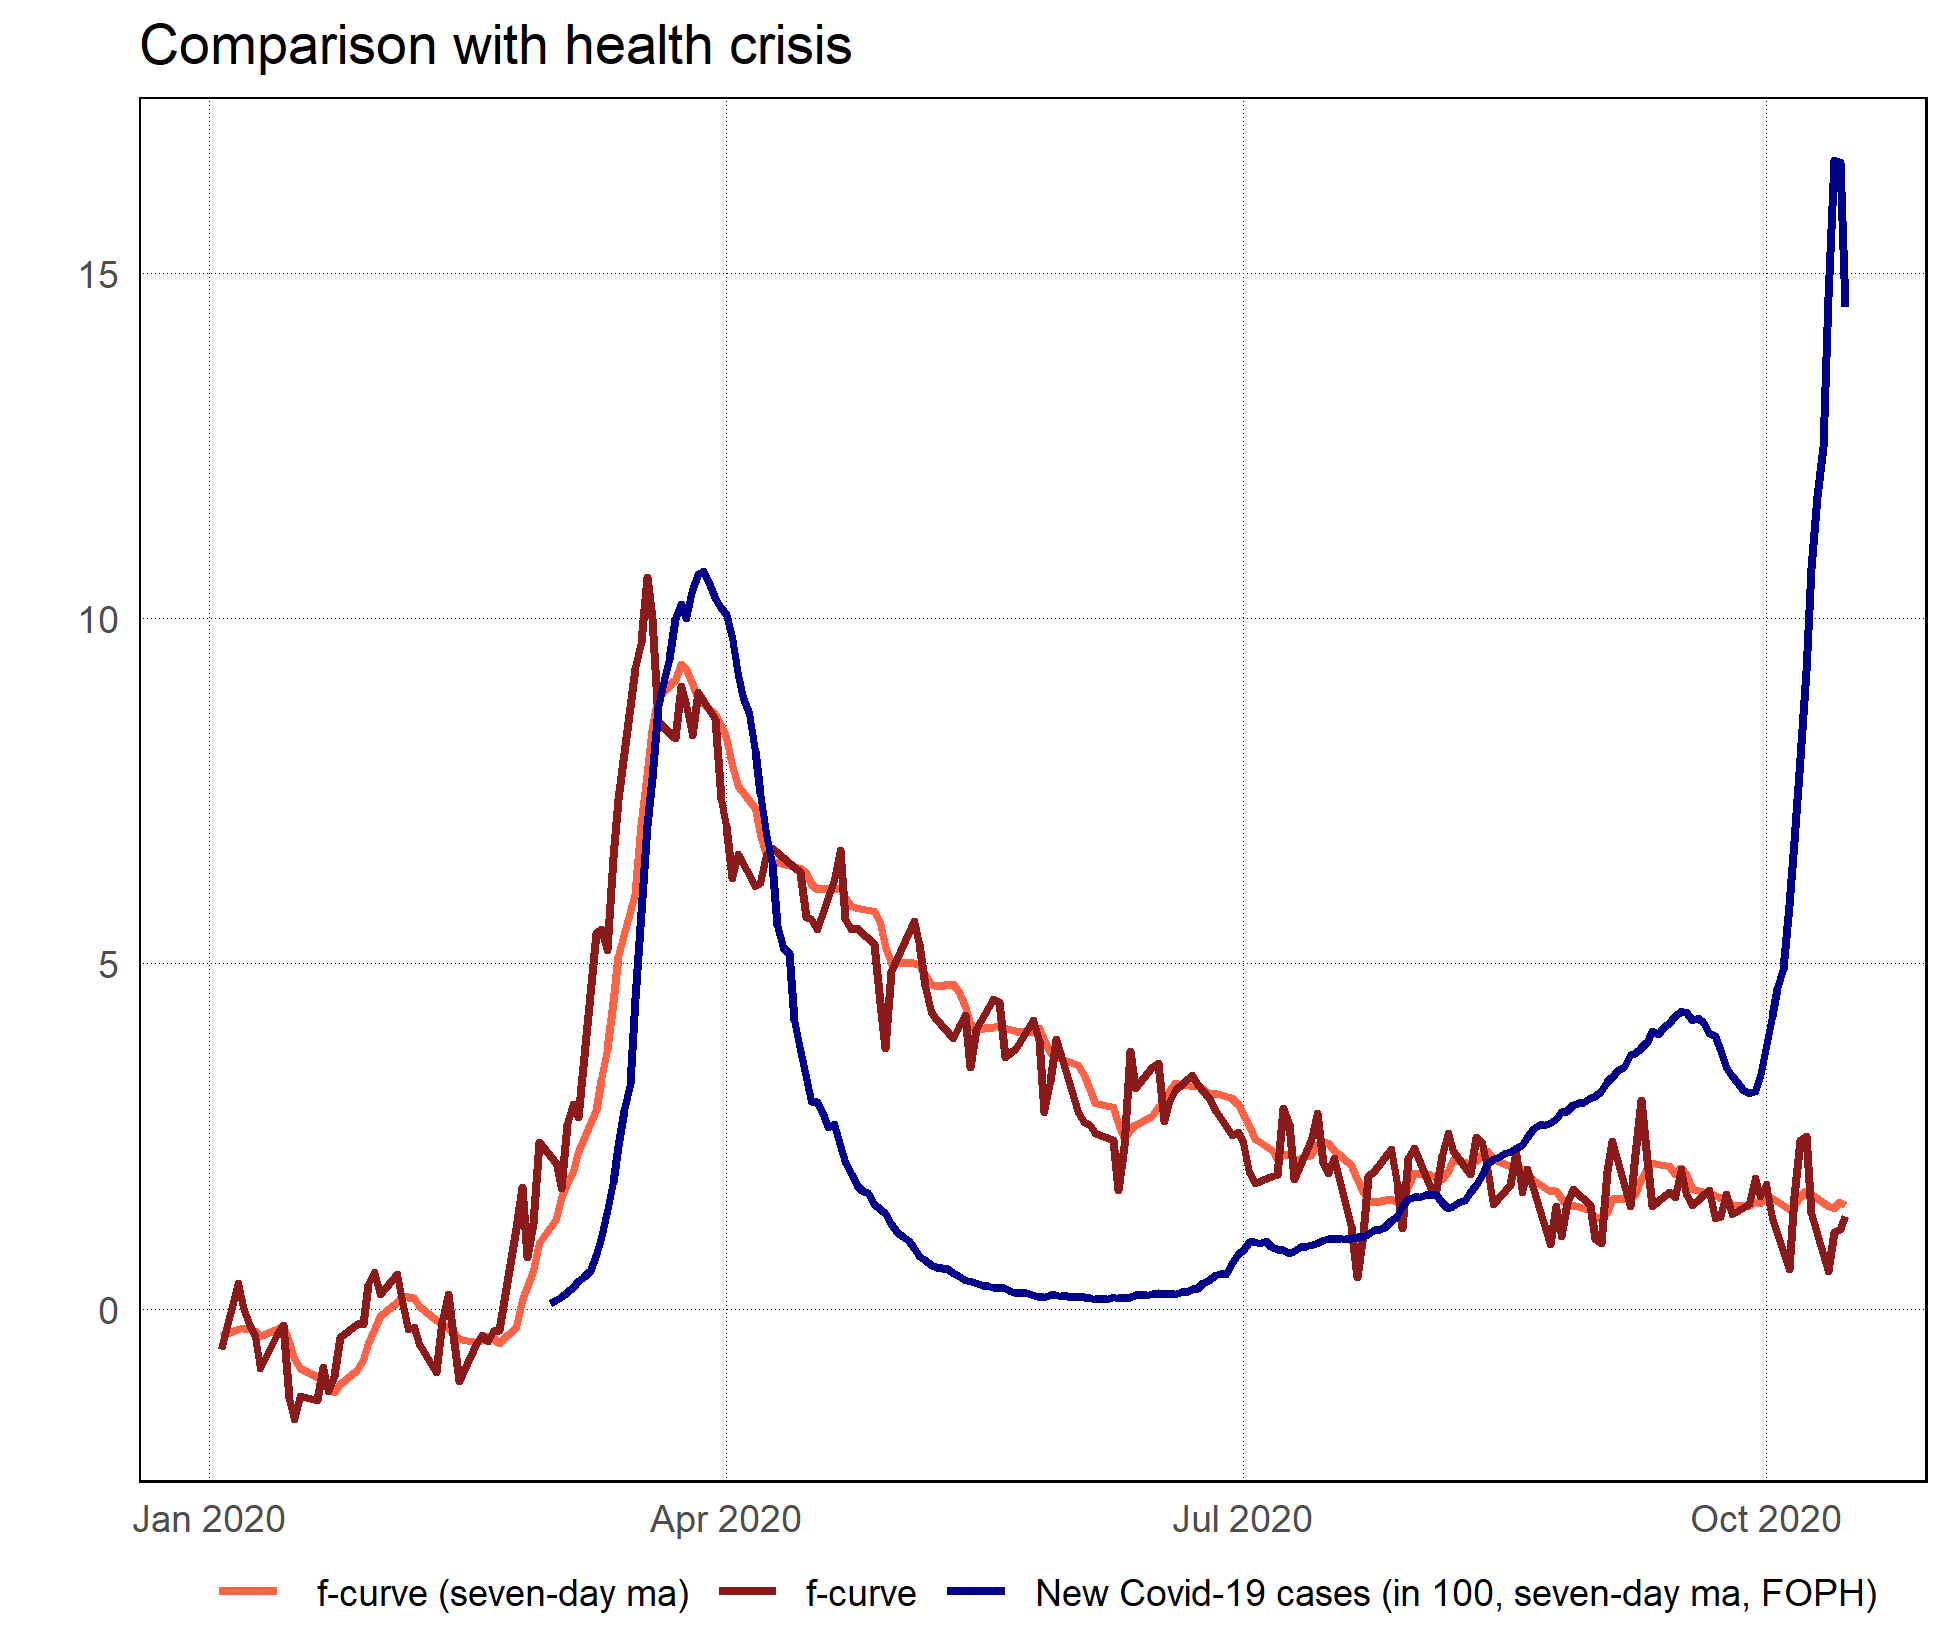 Comparison with health crisis
15
10
5
0
Jan 2020 Apr 2020 Jul 2020 Oct 2020
f-curve (seven-day ma) f-curve New Covid-19 cases (in 100, seven-day ma, FOPH)